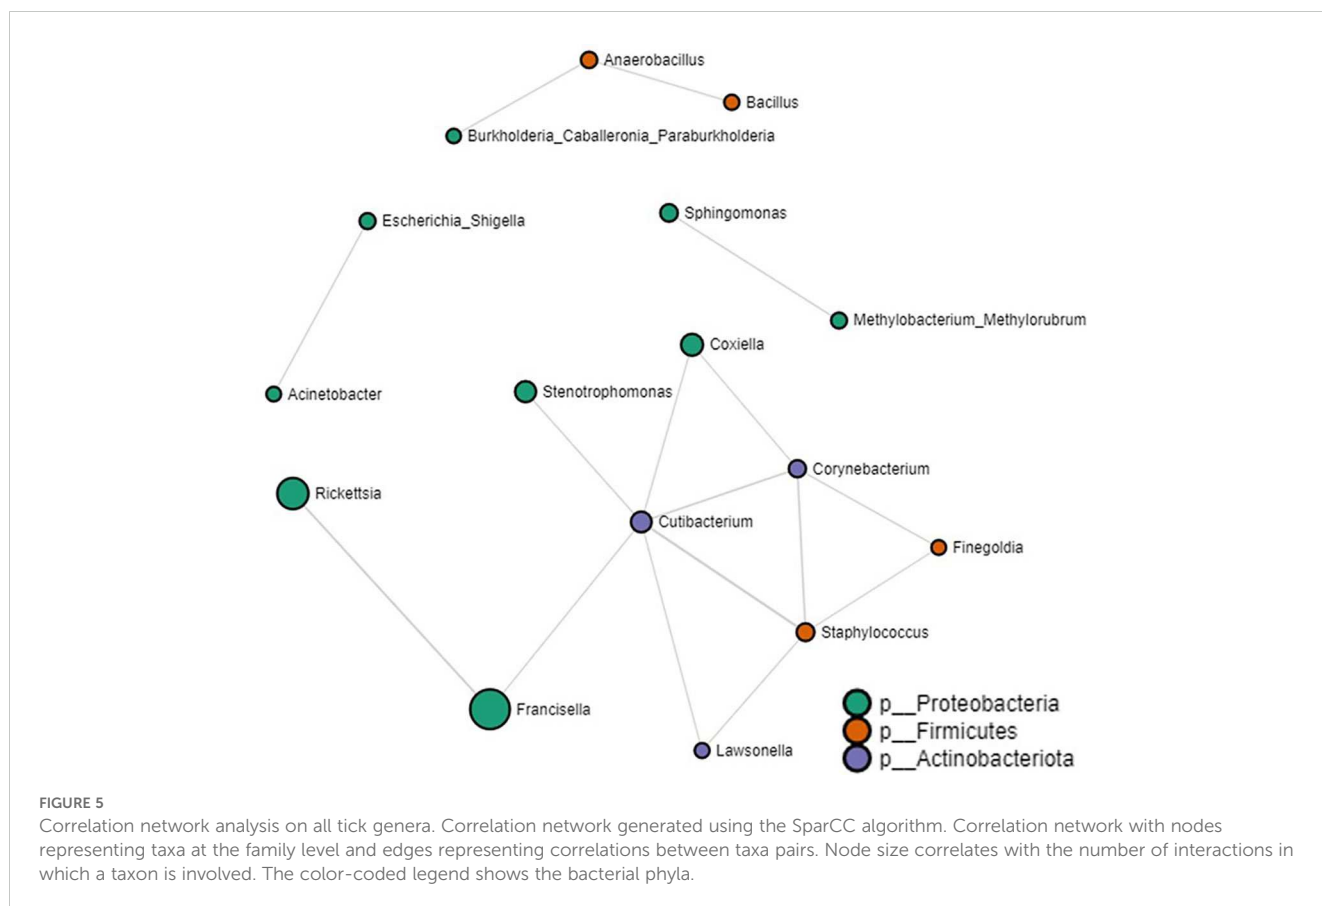 Anaerobacillus
Bacillus
Burkholderia_Caballeronia_Paraburkholderia
Escherichia_Shigella
Sphingomonas
Methylobacterium_Methylorubrum
Coxiella
Acinetobacter
Stenotrophomonas
Corynebacterium
Rickettsia
Cutibacterium
Finegoldia
Staphylococcus
Francisella
Lawsonella
p__Proteobacteria
p__Firmicutes
p__Actinobacteriota
FIGURE 5
Correlation network analysis on all tick genera. Correlation network generated using the SparCC algorithm. Correlation network with nodes
representing taxa at the family level and edges representing correlations between taxa pairs. Node size correlates with the number of interactions in
which a taxon is involved. The color-coded legend shows the bacterial phyla.